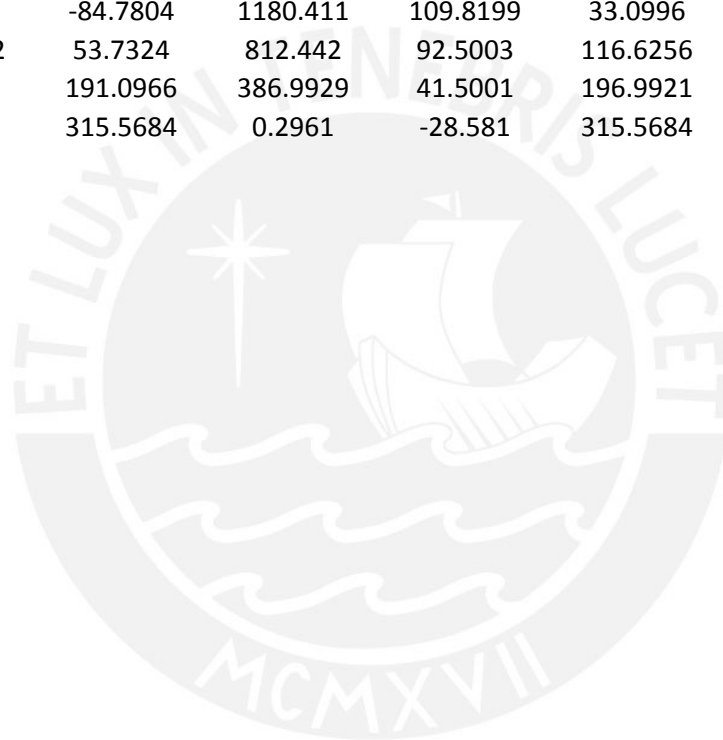 -84.7804 1180.411 109.8199 33.0996
2 53.7324 812.442 92.5003 116.6256
191.0966 386.9929 41.5001 196.9921
315.5684 0.2961 -28.581 315.5684
ET LUX IN TENEBRIS LUCET
MCMXVII